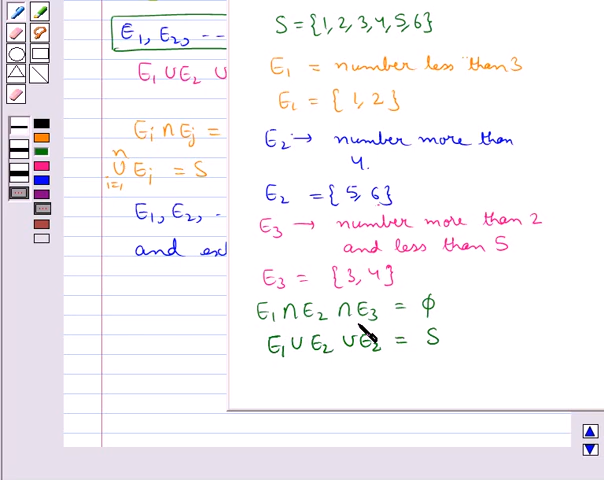 E1, E2, --
E1 ∪ E2 ∪
Ei ∩ Ej =
n
∪ Ei = S
i=1
E1, E2, -
and
S = {1, 2, 3, 4, 5, 6}
E1 = number less than 3
E1 = { 1, 2 }
E2 → number more than
4.
E2 = { 5, 6 }
E3 → number more than 2
and less than 5
E3 = { 3, 4 }
E1 ∩ E2 ∩ E3 = ϕ
E1 ∪ E2 ∪ E3 = S